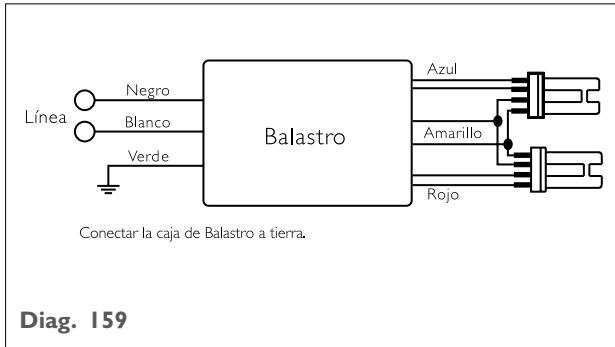 Azul
Negro
Línea
Blanco
Balastro
Amarillo
Verde
Rojo
Conectar la caja de Balastro a tierra.
Diag. 159